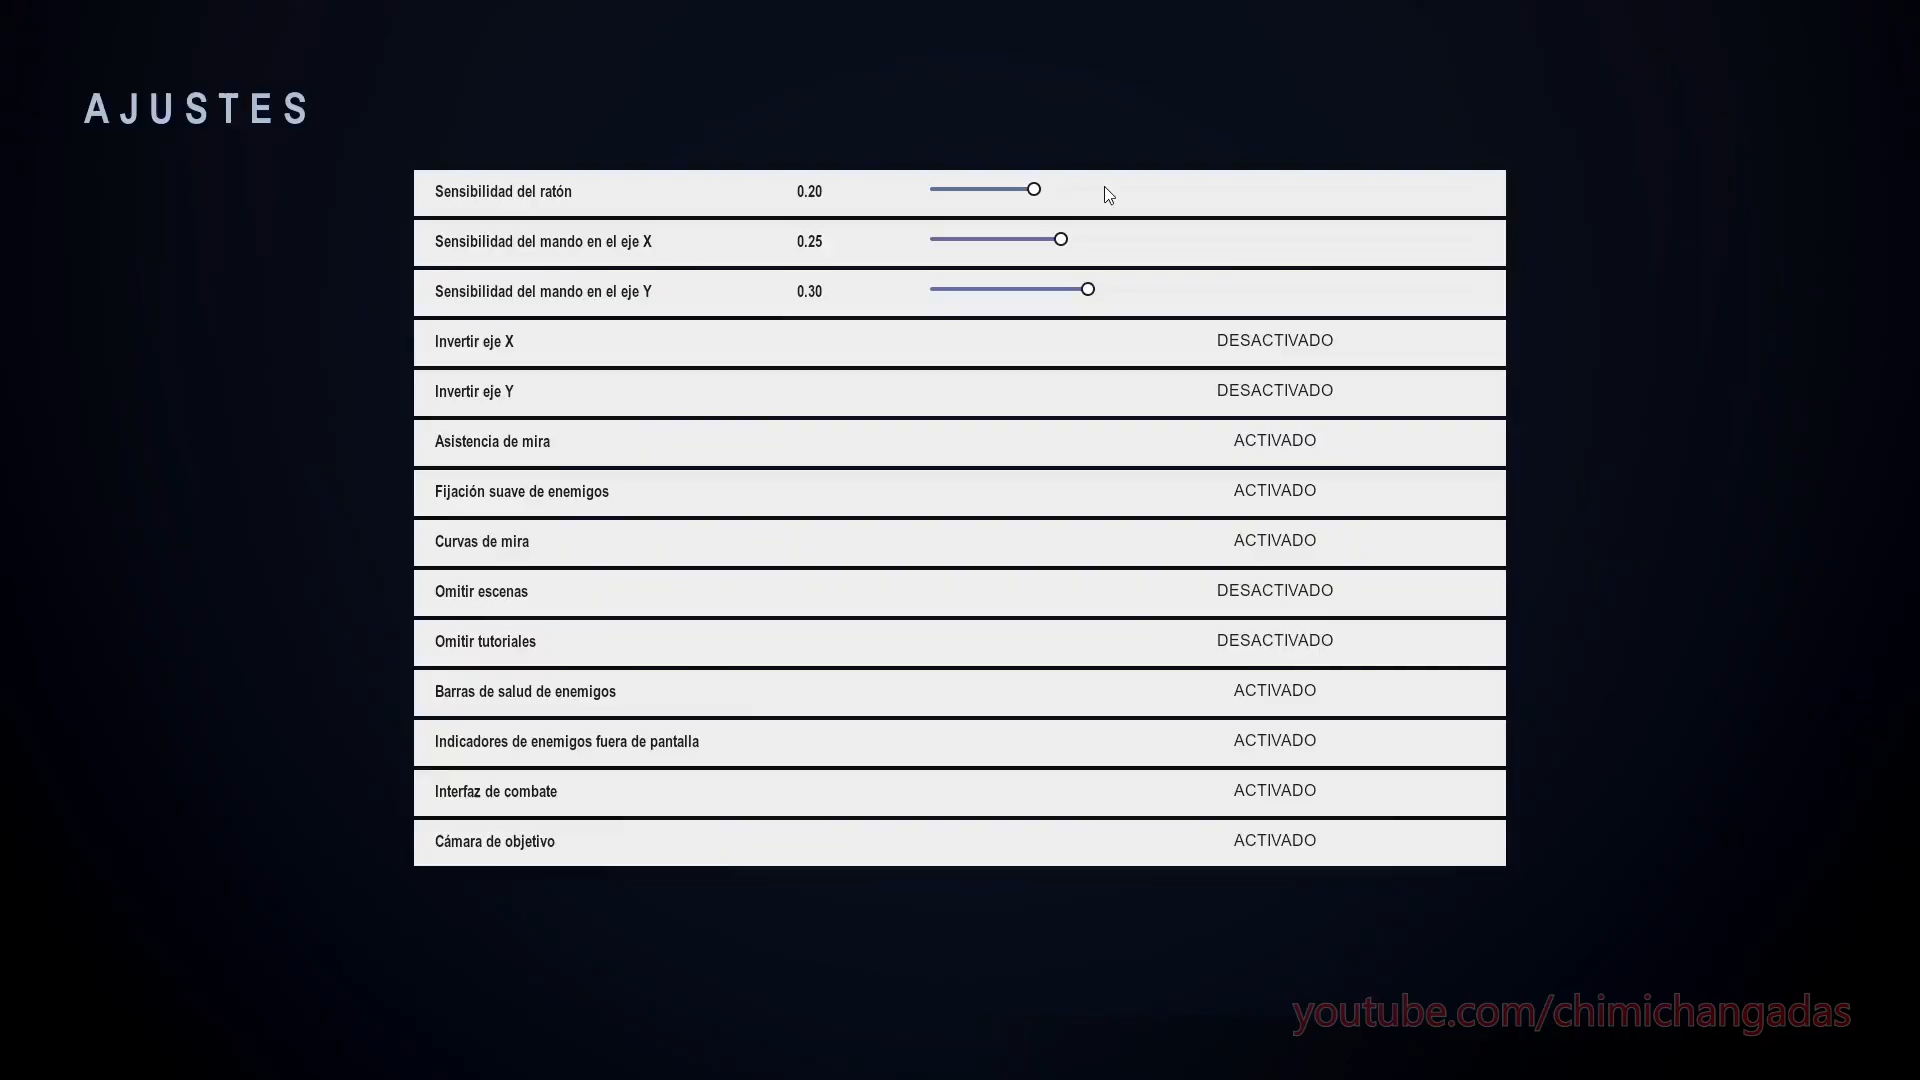 AJUSTES
Sensibilidad del ratón 0.20
Sensibilidad del mando en el eje X 0.25
Sensibilidad del mando en el eje Y 0.30
Invertir eje X DESACTIVADO
Invertir eje Y DESACTIVADO
Asistencia de mira ACTIVADO
Fijación suave de enemigos ACTIVADO
Curvas de mira ACTIVADO
Omitir escenas DESACTIVADO
Omitir tutoriales DESACTIVADO
Barras de salud de enemigos ACTIVADO
Indicadores de enemigos fuera de pantalla ACTIVADO
Interfaz de combate ACTIVADO
Cámara de objetivo ACTIVADO
youtube.com/chimichangadas